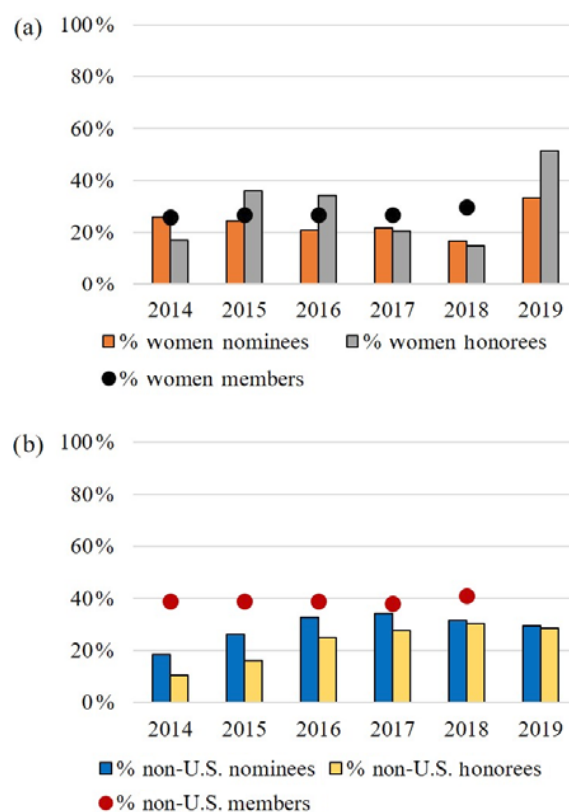 (a)
100%
80%
60%
40%
20%
0%
2014 2015 2016 2017 2018 2019
% women nominees % women honorees
% women members
(b)
100%
80%
60%
40%
20%
0%
2014 2015 2016 2017 2018 2019
% non-U.S. nominees % non-U.S. honorees
% non-U.S. members